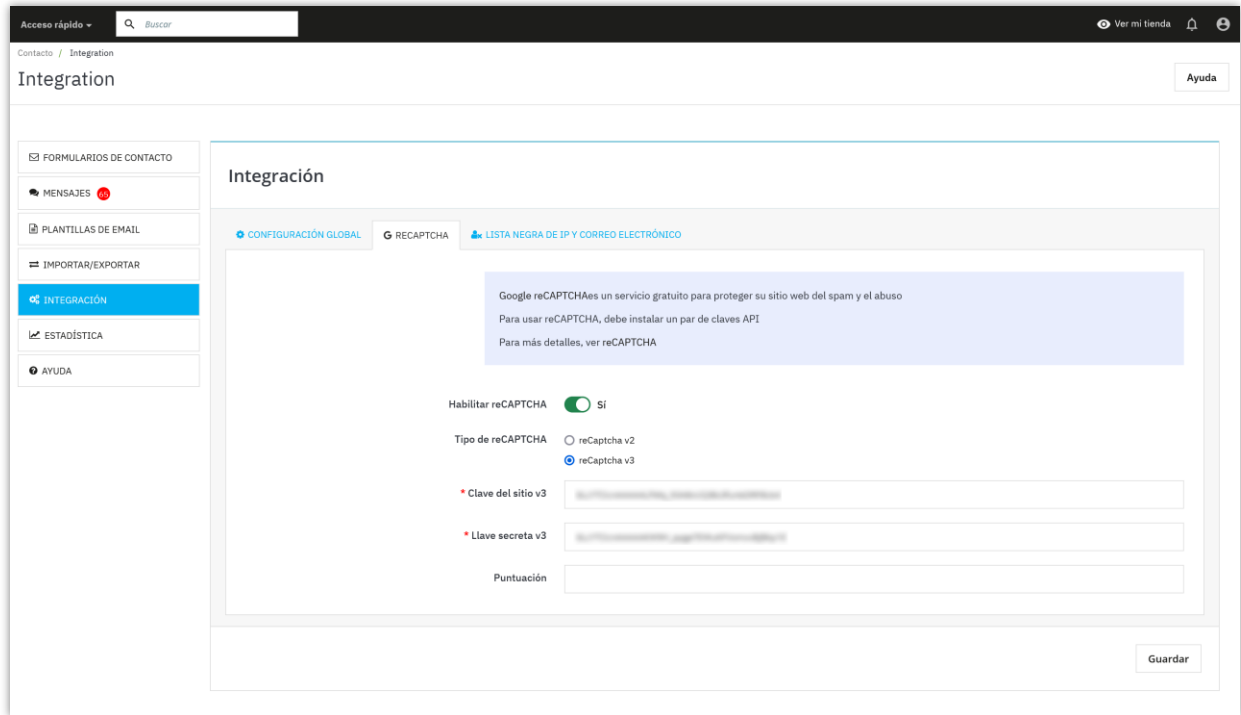 Acceso rápido
Buscar
Ver mi tienda
Contacto / Integration
Integration
Ayuda
FORMULARIOS DE CONTACTO
MENSAJES 65
PLANTILLAS DE EMAIL
IMPORTAR/EXPORTAR
INTEGRACIÓN
ESTADÍSTICA
AYUDA
Integración
CONFIGURACIÓN GLOBAL
G RECAPTCHA
LISTA NEGRA DE IP Y CORREO ELECTRÓNICO
Google reCAPTCHAes un servicio gratuito para proteger su sitio web del spam y el abuso
Para usar reCAPTCHA, debe instalar un par de claves API
Para más detalles, ver reCAPTCHA
Habilitar reCAPTCHA
Sí
Tipo de reCAPTCHA
reCaptcha v2
reCaptcha v3
* Clave del sitio v3
* Llave secreta v3
Puntuación
Guardar